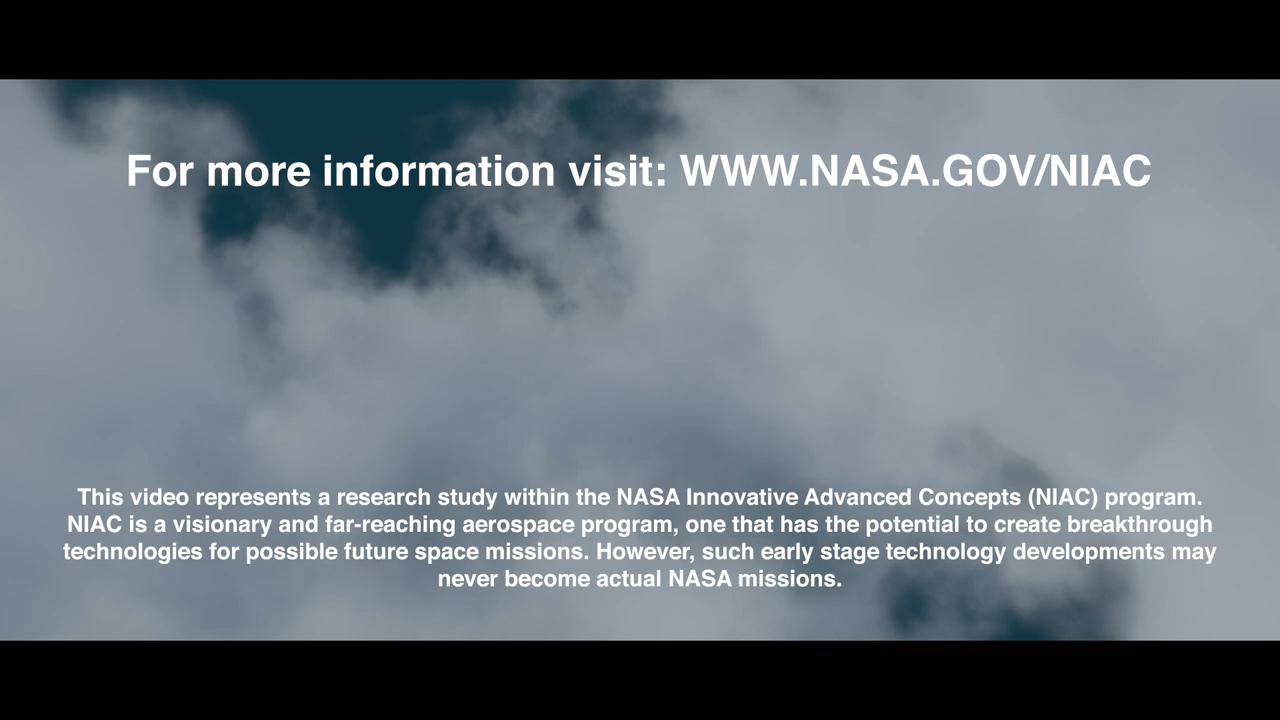 For more information visit: WWW.NASA.GOV/NIAC
This video represents a research study within the NASA Innovative Advanced Concepts (NIAC) program.
NIAC is a visionary and far-reaching aerospace program, one that has the potential to create breakthrough
technologies for possible future space missions. However, such early stage technology developments may
never become actual NASA missions.